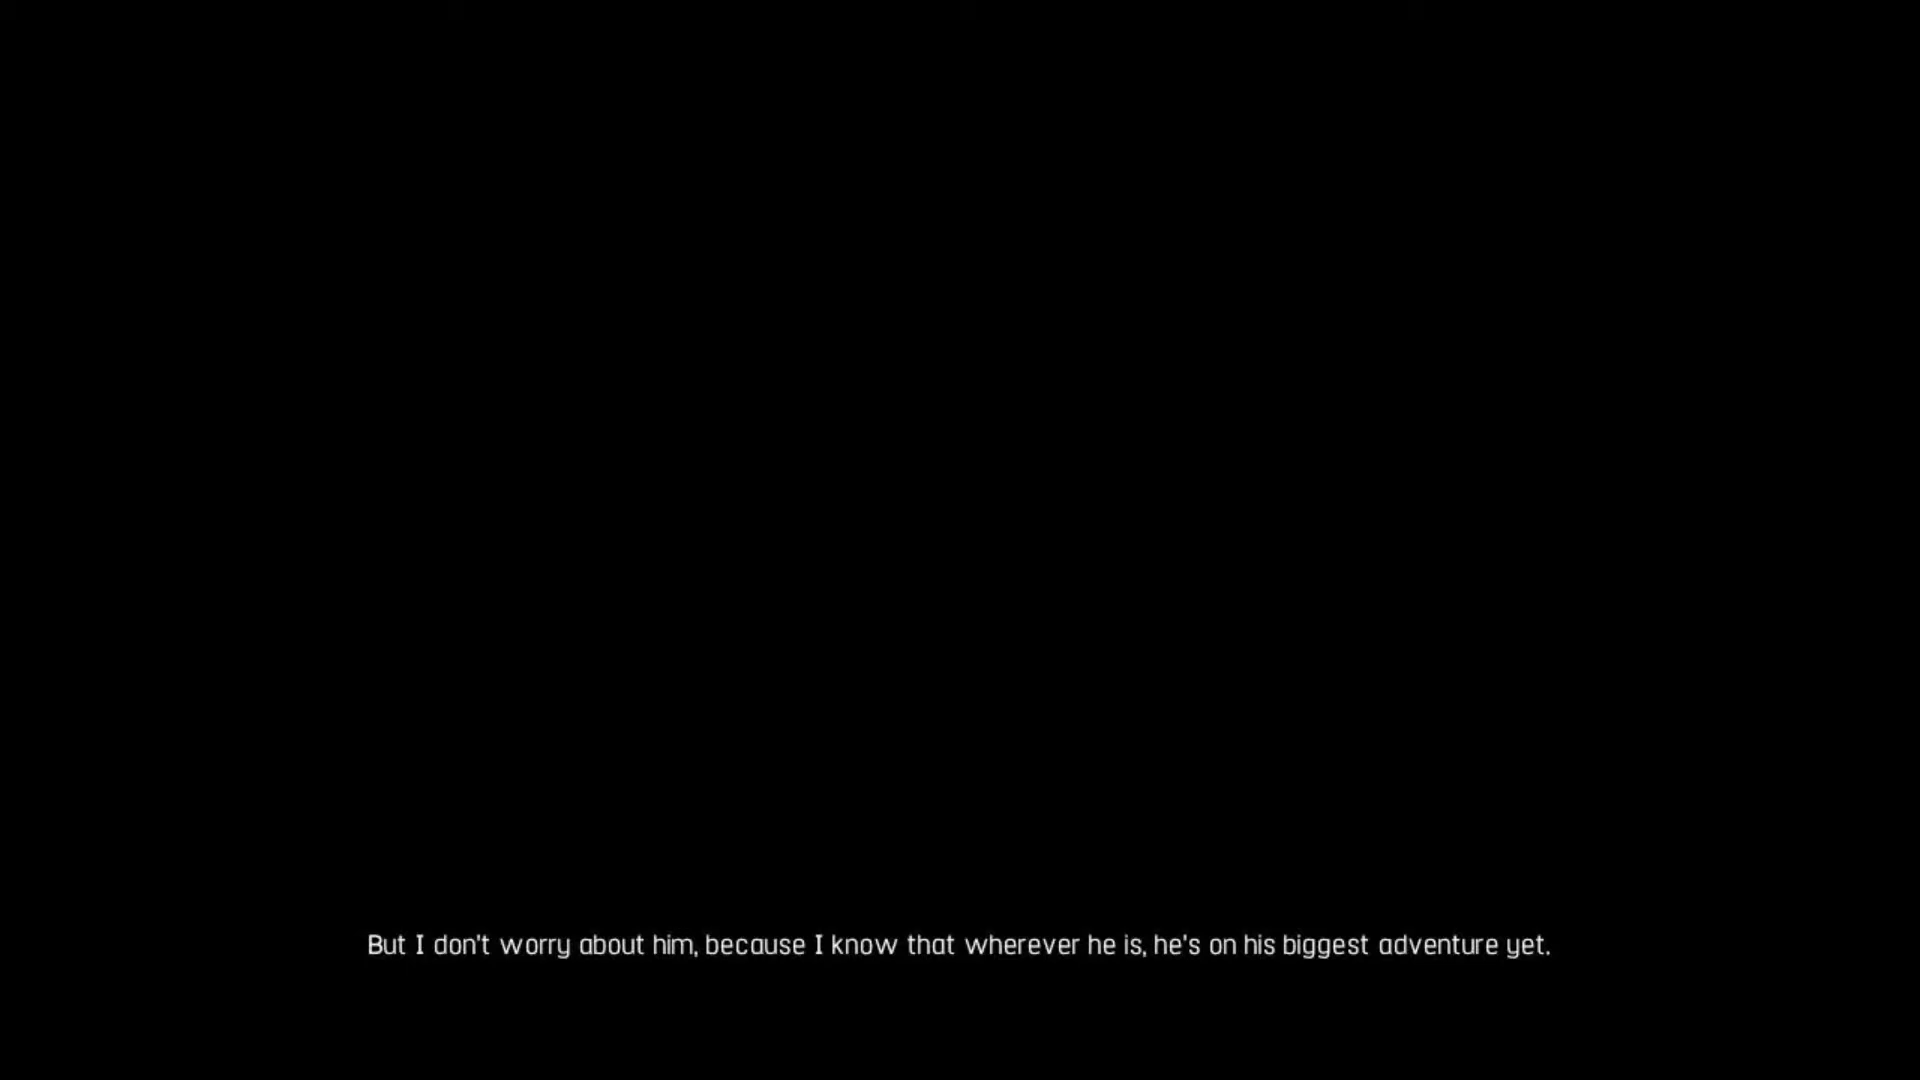 But I don't worry about him, because I know that wherever he is, he's on his biggest adventure yet.